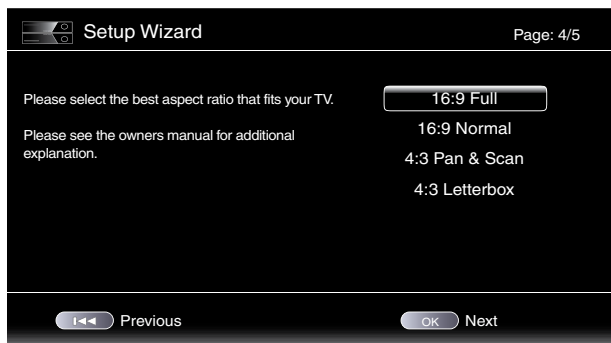 Setup Wizard
Page: 4/5
Please select the best aspect ratio that fits your TV.
Please see the owners manual for additional
explanation.
16:9 Full
16:9 Normal
4:3 Pan & Scan
4:3 Letterbox
Previous
OK Next